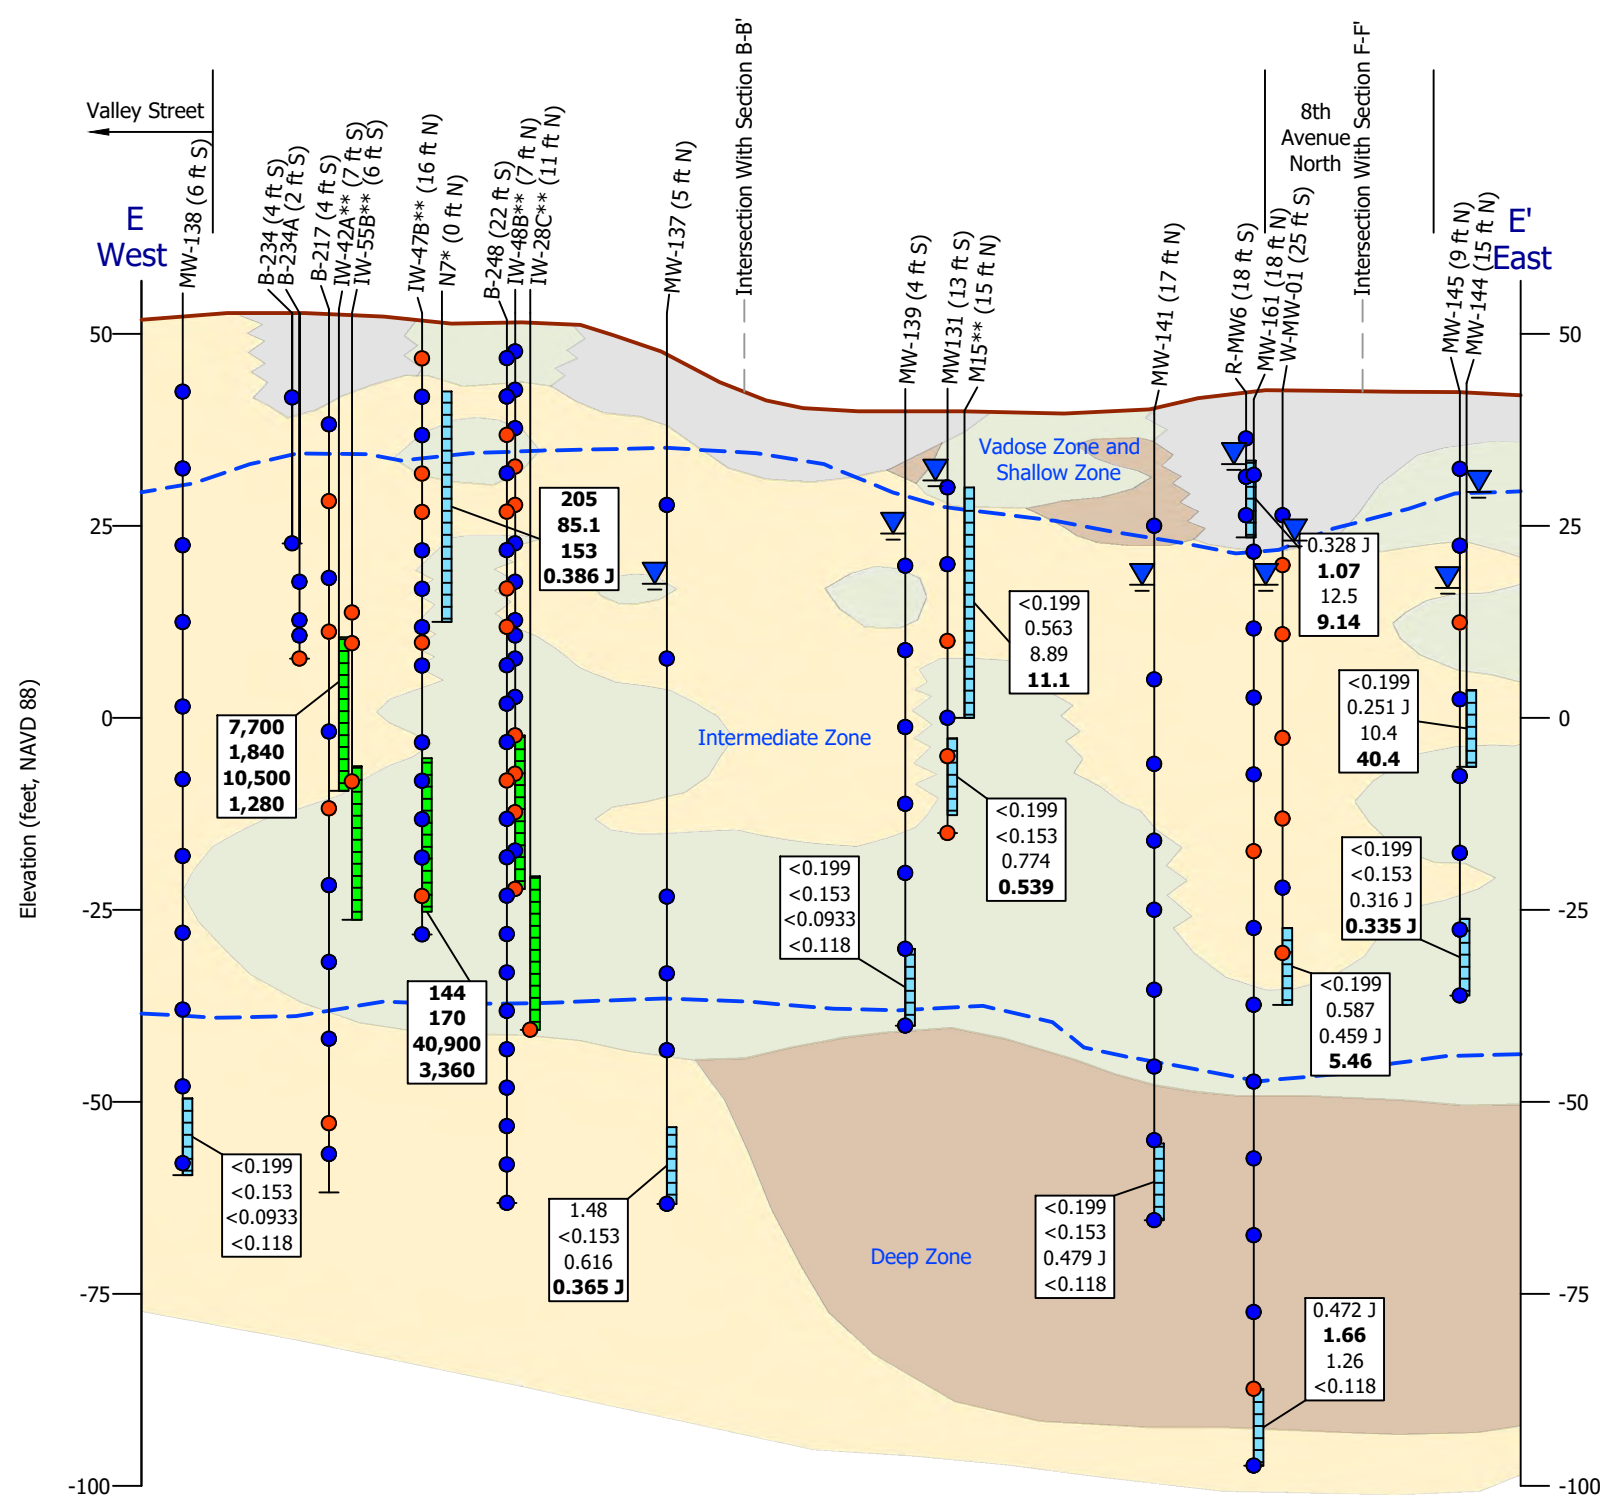 Valley Street
E
West
MW-138 (6 ft S)
B-234 (4 ft S)
B-234A (2 ft S)
B-217 (4 ft S)
IW-42A** (7 ft S)
IW-55B** (6 ft S)
IW-47B** (16 ft N)
N7* (0 ft N)
B-248 (22 ft S)
IW-48B** (7 ft N)
IW-28C** (11 ft N)
MW-137 (5 ft N)
Intersection With Section B-B'
MW-139 (4 ft S)
MW131 (13 ft S)
M15** (15 ft N)
MW-141 (17 ft N)
R-MW6 (18 ft S)
MW-161 (18 ft N)
W-MW-01 (25 ft S)
8th
Avenue
North
Intersection With Section F-F'
MW-145 (9 ft N)
MW-144 (15 ft N)
E'
East
Elevation (feet, NAVD 88)
50
25
0
-25
-50
-75
-100
50
25
0
-25
-50
-75
-100
Vadose Zone and
Shallow Zone
Intermediate Zone
Deep Zone
205
85.1
153
0.386 J
7,700
1,840
10,500
1,280
144
170
40,900
3,360
<0.199
<0.153
<0.0933
<0.118
1.48
<0.153
0.616
0.365 J
<0.199
<0.153
<0.0933
<0.118
<0.199
0.563
8.89
11.1
<0.199
<0.153
0.774
0.539
<0.199
<0.153
0.479 J
<0.118
0.328 J
1.07
12.5
9.14
<0.199
0.251 J
10.4
40.4
<0.199
<0.153
0.316 J
0.335 J
<0.199
0.587
0.459 J
5.46
0.472 J
1.66
1.26
<0.118